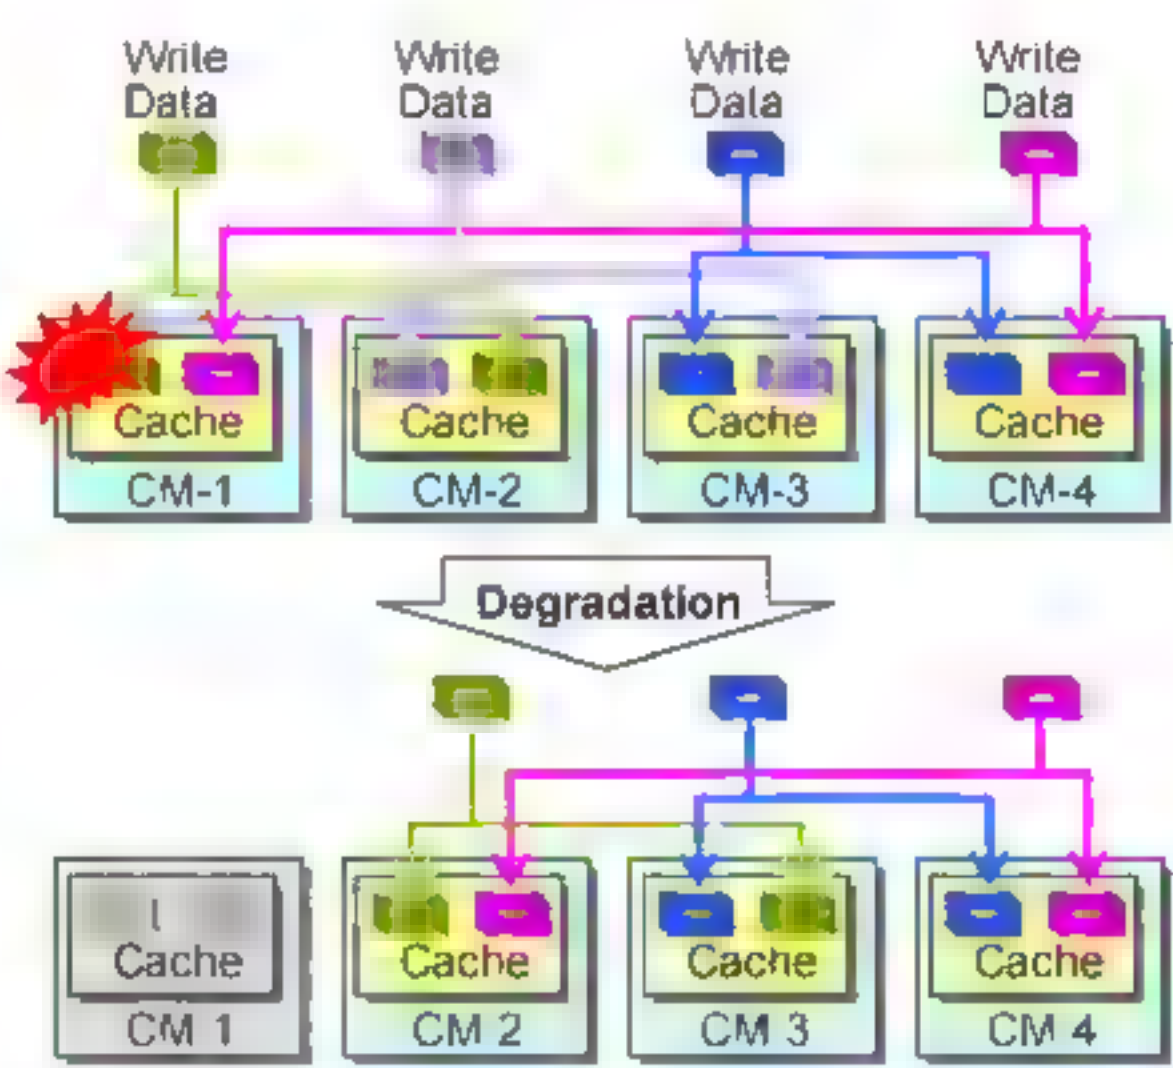 Write Write Write Write
Data Data Data Data
Cache Cache Cache Cache
CM-1 CM-2 CM-3 CM-4
Degradation
Cache Cache Cache Cache
CM 1 CM 2 CM 3 CM 4